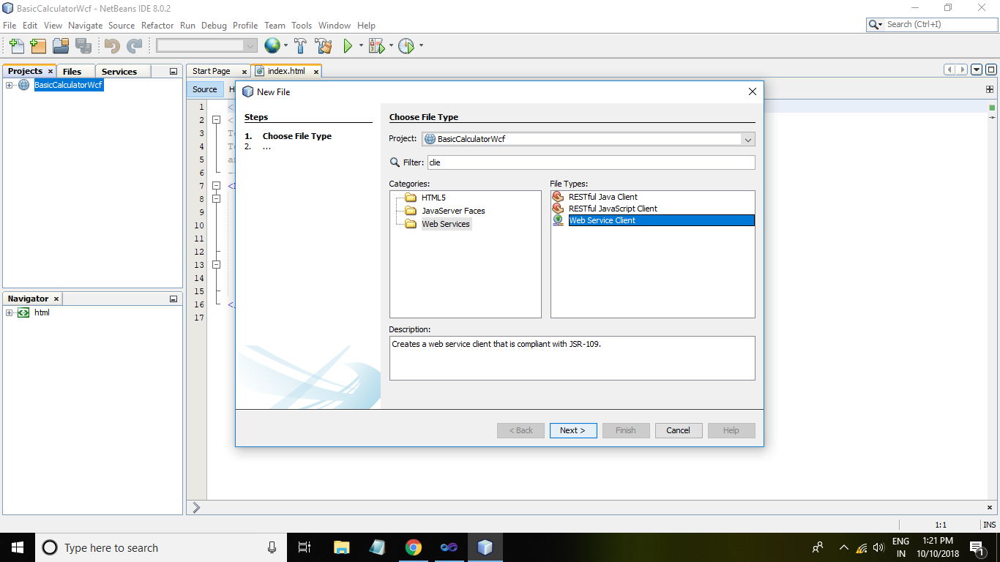 BasicCalculatorWcf - NetBeans IDE 8.0.2
File Edit View Navigate Source Refactor Run Debug Profile Team Tools Window Help
Search (Ctrl+I)
Projects Files Services
Start Page index.html
BasicCalculatorWcf
Source
New File
Steps
1. Choose File Type
2. ...
Choose File Type
Project: BasicCalculatorWcf
Filter: clie
Categories:
HTML5
JavaServer Faces
Web Services
File Types:
RESTful Java Client
RESTful JavaScript Client
Web Service Client
Description:
Creates a web service client that is compliant with JSR-109.
< Back Next > Finish Cancel Help
1
2
3
4
5
6
7
8
9
10
11
12
13
14
15
16
17
Navigator
html
1:1 INS
Type here to search
ENG
IN
1:21 PM
10/10/2018
1